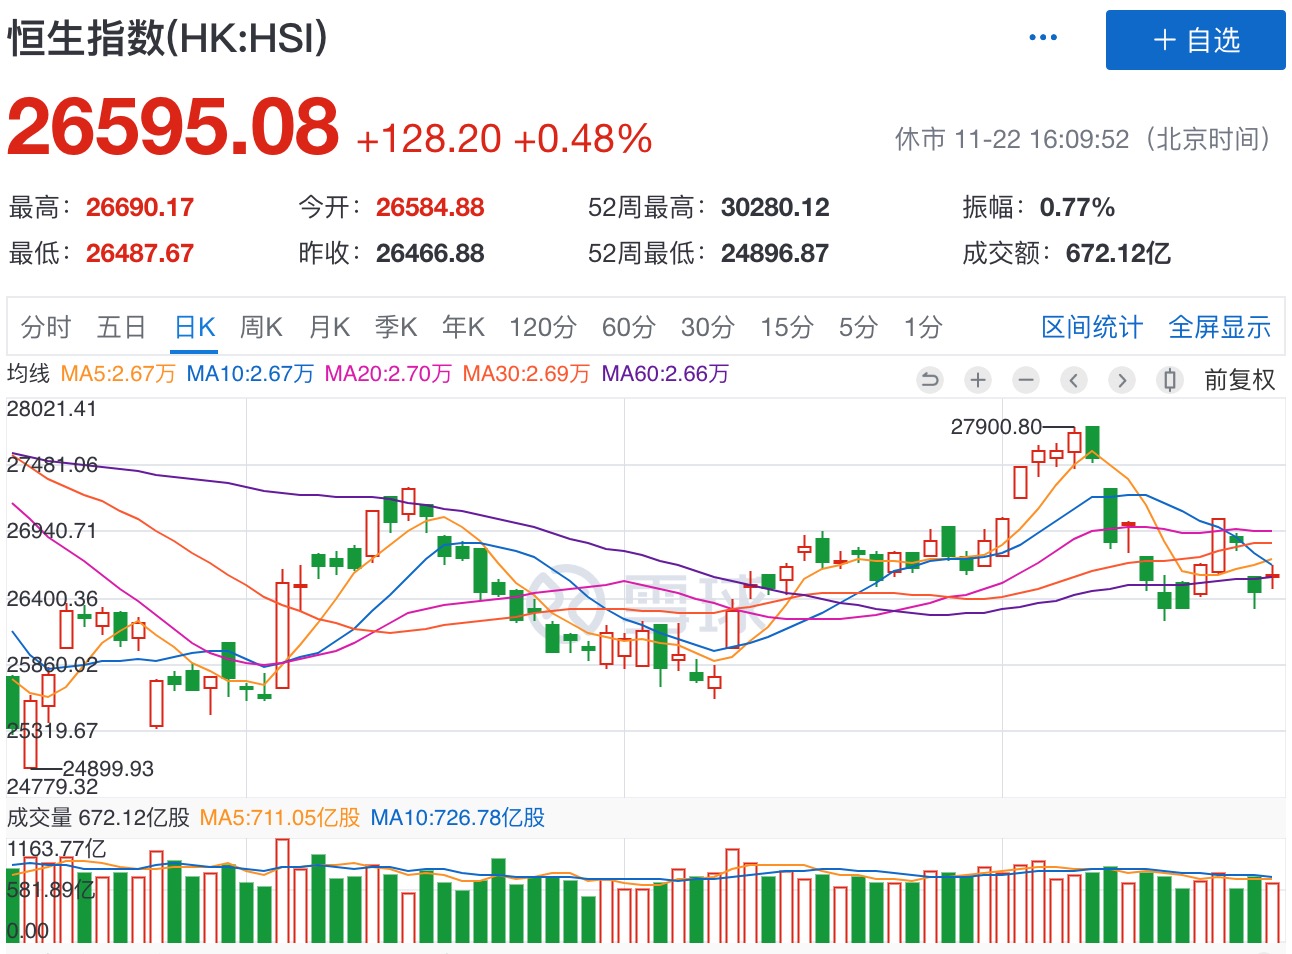 恒生指数(HK:HSI)
··· + 自选
26595.08 +128.20 +0.48%
休市 11-22 16:09:52（北京时间）
最高：26690.17 今开：26584.88 52周最高：30280.12 振幅：0.77%
最低：26487.67 昨收：26466.88 52周最低：24896.87 成交额：672.12亿
分时 五日 日K 周K 月K 季K 年K 120分 60分 30分 15分 5分 1分 区间统计 全屏显示
均线 MA5:2.67万 MA10:2.67万 MA20:2.70万 MA30:2.69万 MA60:2.66万
前复权
28021.41
27900.80
27481.06
26940.71
26400.36
雪球
25860.02
25319.67
24899.93
24779.32
成交量 672.12亿股 MA5:711.05亿股 MA10:726.78亿股
1163.77亿
581.89亿
0.00